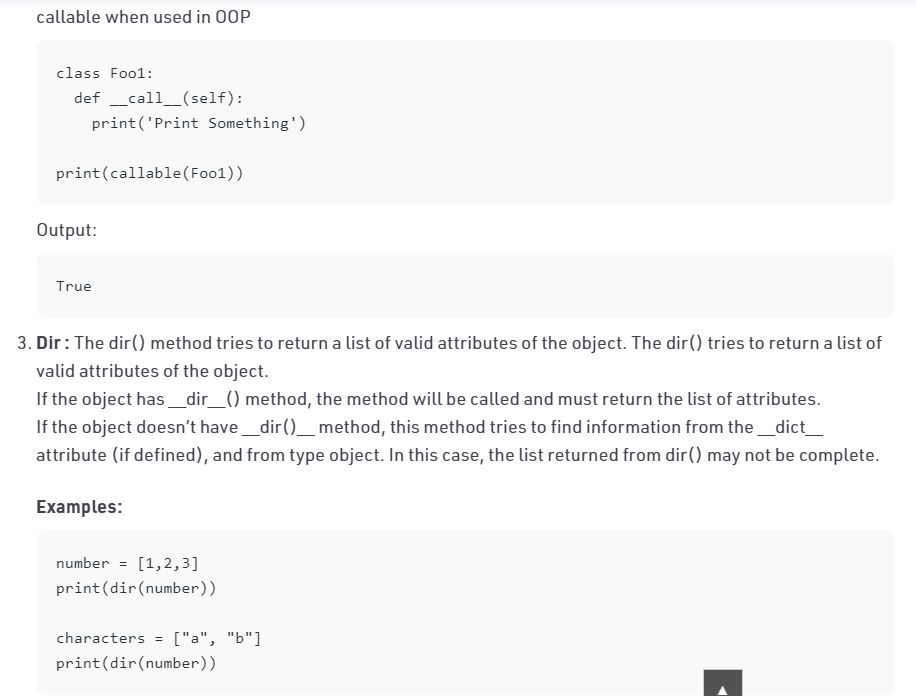 callable when used in OOP
class Foo1:
  def __call__(self):
    print('Print Something')
print(callable(Foo1))
Output:
True
3. Dir : The dir() method tries to return a list of valid attributes of the object. The dir() tries to return a list of
valid attributes of the object.
If the object has __dir__() method, the method will be called and must return the list of attributes.
If the object doesn’t have __dir()__ method, this method tries to find information from the __dict__
attribute (if defined), and from type object. In this case, the list returned from dir() may not be complete.
Examples:
number = [1,2,3]
print(dir(number))
characters = ["a", "b"]
print(dir(number))